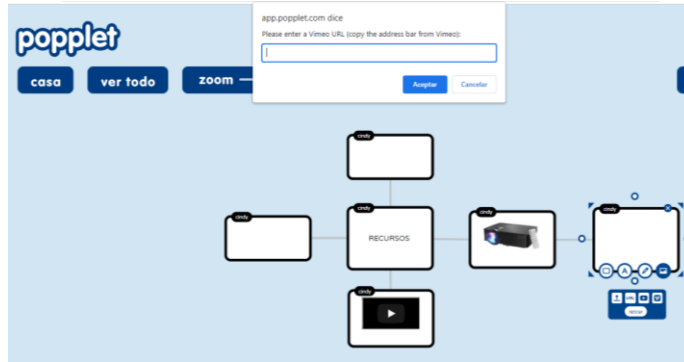 app.popplet.com dice
Please enter a Vimeo URL (copy the address bar from Vimeo):
Aceptar
Cancelar
popplet
casa
ver todo
zoom
cindy
cindy
cindy
cindy
cindy
RECURSOS
cindy
A
URL